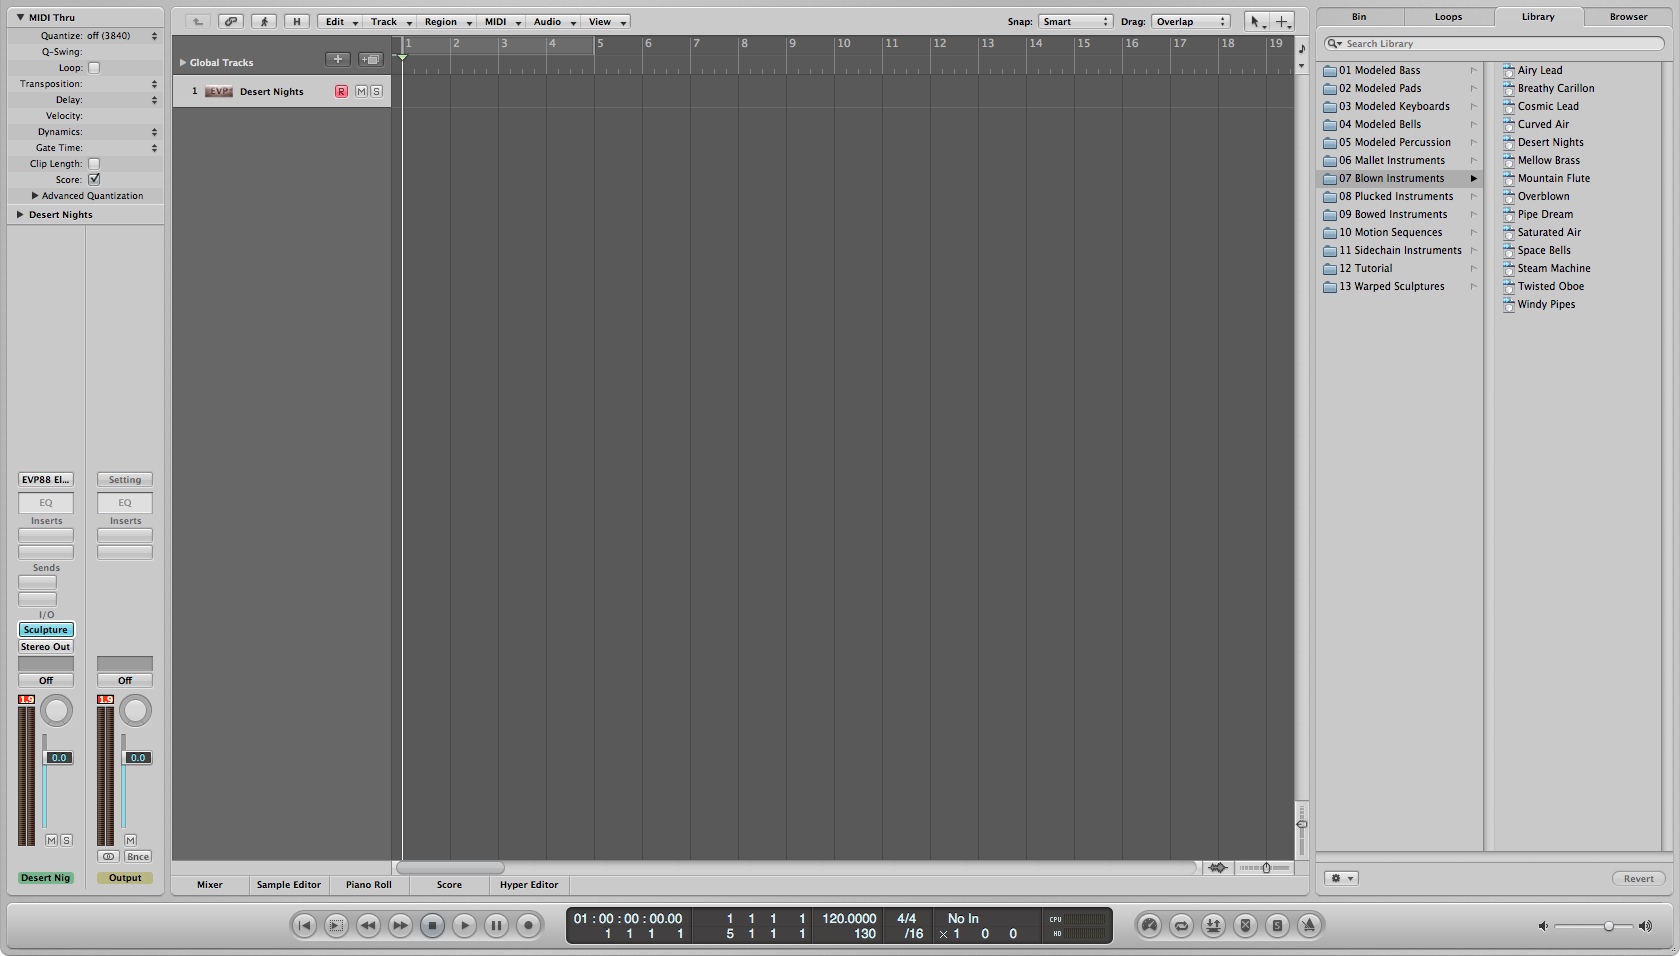 MIDI Thru
Quantize: off (3840)
Q-Swing:
Loop:
Transposition:
Delay:
Velocity:
Dynamics:
Gate Time:
Clip Length:
Score:
Advanced Quantization
Desert Nights
EVP88 El... Setting
EQ EQ
Inserts Inserts
Sends
I/O
Sculpture
Stereo Out
Off Off
1.9 1.9
0.0 0.0
M S M
Bnce
Desert Nig Output
H Edit Track Region MIDI Audio View Snap: Smart Drag: Overlap
Global Tracks
1 2 3 4 5 6 7 8 9 10 11 12 13 14 15 16 17 18 19
1 EVP Desert Nights R M S
Mixer Sample Editor Piano Roll Score Hyper Editor
Bin Loops Library Browser
Search Library
01 Modeled Bass
02 Modeled Pads
03 Modeled Keyboards
04 Modeled Bells
05 Modeled Percussion
06 Mallet Instruments
07 Blown Instruments
08 Plucked Instruments
09 Bowed Instruments
10 Motion Sequences
11 Sidechain Instruments
12 Tutorial
13 Warped Sculptures
Airy Lead
Breathy Carillon
Cosmic Lead
Curved Air
Desert Nights
Mellow Brass
Mountain Flute
Overblown
Pipe Dream
Saturated Air
Space Bells
Steam Machine
Twisted Oboe
Windy Pipes
Revert
01 : 00 : 00 : 00.00 1 1 1 1 120.0000 4/4 No In CPU
1 1 1 1 5 1 1 1 130 /16 × 1 0 0 HD
S